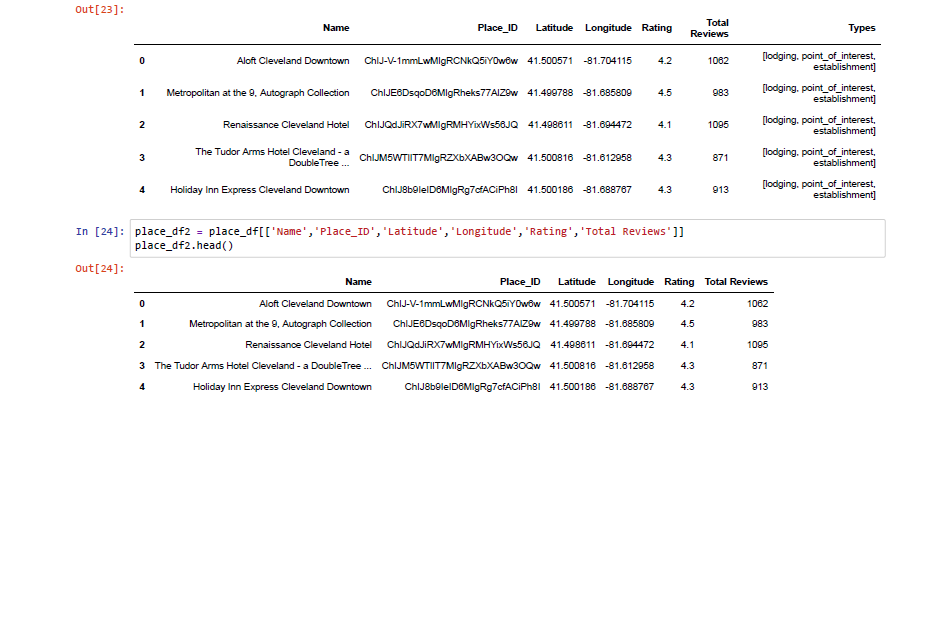 Out[23]:
Name Place_ID Latitude Longitude Rating Total Reviews Types
0 Aloft Cleveland Downtown ChIJ-V-1mmLwMIgRCNkQ5iY0w6w 41.500571 -81.704115 4.2 1062 [lodging, point_of_interest, establishment]
1 Metropolitan at the 9, Autograph Collection ChIJE6DsqoD6MIgRheks77AIZ9w 41.499788 -81.685809 4.5 983 [lodging, point_of_interest, establishment]
2 Renaissance Cleveland Hotel ChIJQdJiRX7wMIgRMHYixWs56JQ 41.498611 -81.694472 4.1 1095 [lodging, point_of_interest, establishment]
3 The Tudor Arms Hotel Cleveland - a DoubleTree ... ChIJM5WTIIT7MIgRZXbXABw3OQw 41.500816 -81.612958 4.3 871 [lodging, point_of_interest, establishment]
4 Holiday Inn Express Cleveland Downtown ChIJ8b9IeID6MIgRg7cfACiPh8I 41.500186 -81.688767 4.3 913 [lodging, point_of_interest, establishment]
In [24]: place_df2 = place_df[['Name','Place_ID','Latitude','Longitude','Rating','Total Reviews']]
place_df2.head()
Out[24]:
Name Place_ID Latitude Longitude Rating Total Reviews
0 Aloft Cleveland Downtown ChIJ-V-1mmLwMIgRCNkQ5iY0w6w 41.500571 -81.704115 4.2 1062
1 Metropolitan at the 9, Autograph Collection ChIJE6DsqoD6MIgRheks77AIZ9w 41.499788 -81.685809 4.5 983
2 Renaissance Cleveland Hotel ChIJQdJiRX7wMIgRMHYixWs56JQ 41.498611 -81.694472 4.1 1095
3 The Tudor Arms Hotel Cleveland - a DoubleTree ... ChIJM5WTIIT7MIgRZXbXABw3OQw 41.500816 -81.612958 4.3 871
4 Holiday Inn Express Cleveland Downtown ChIJ8b9IeID6MIgRg7cfACiPh8I 41.500186 -81.688767 4.3 913